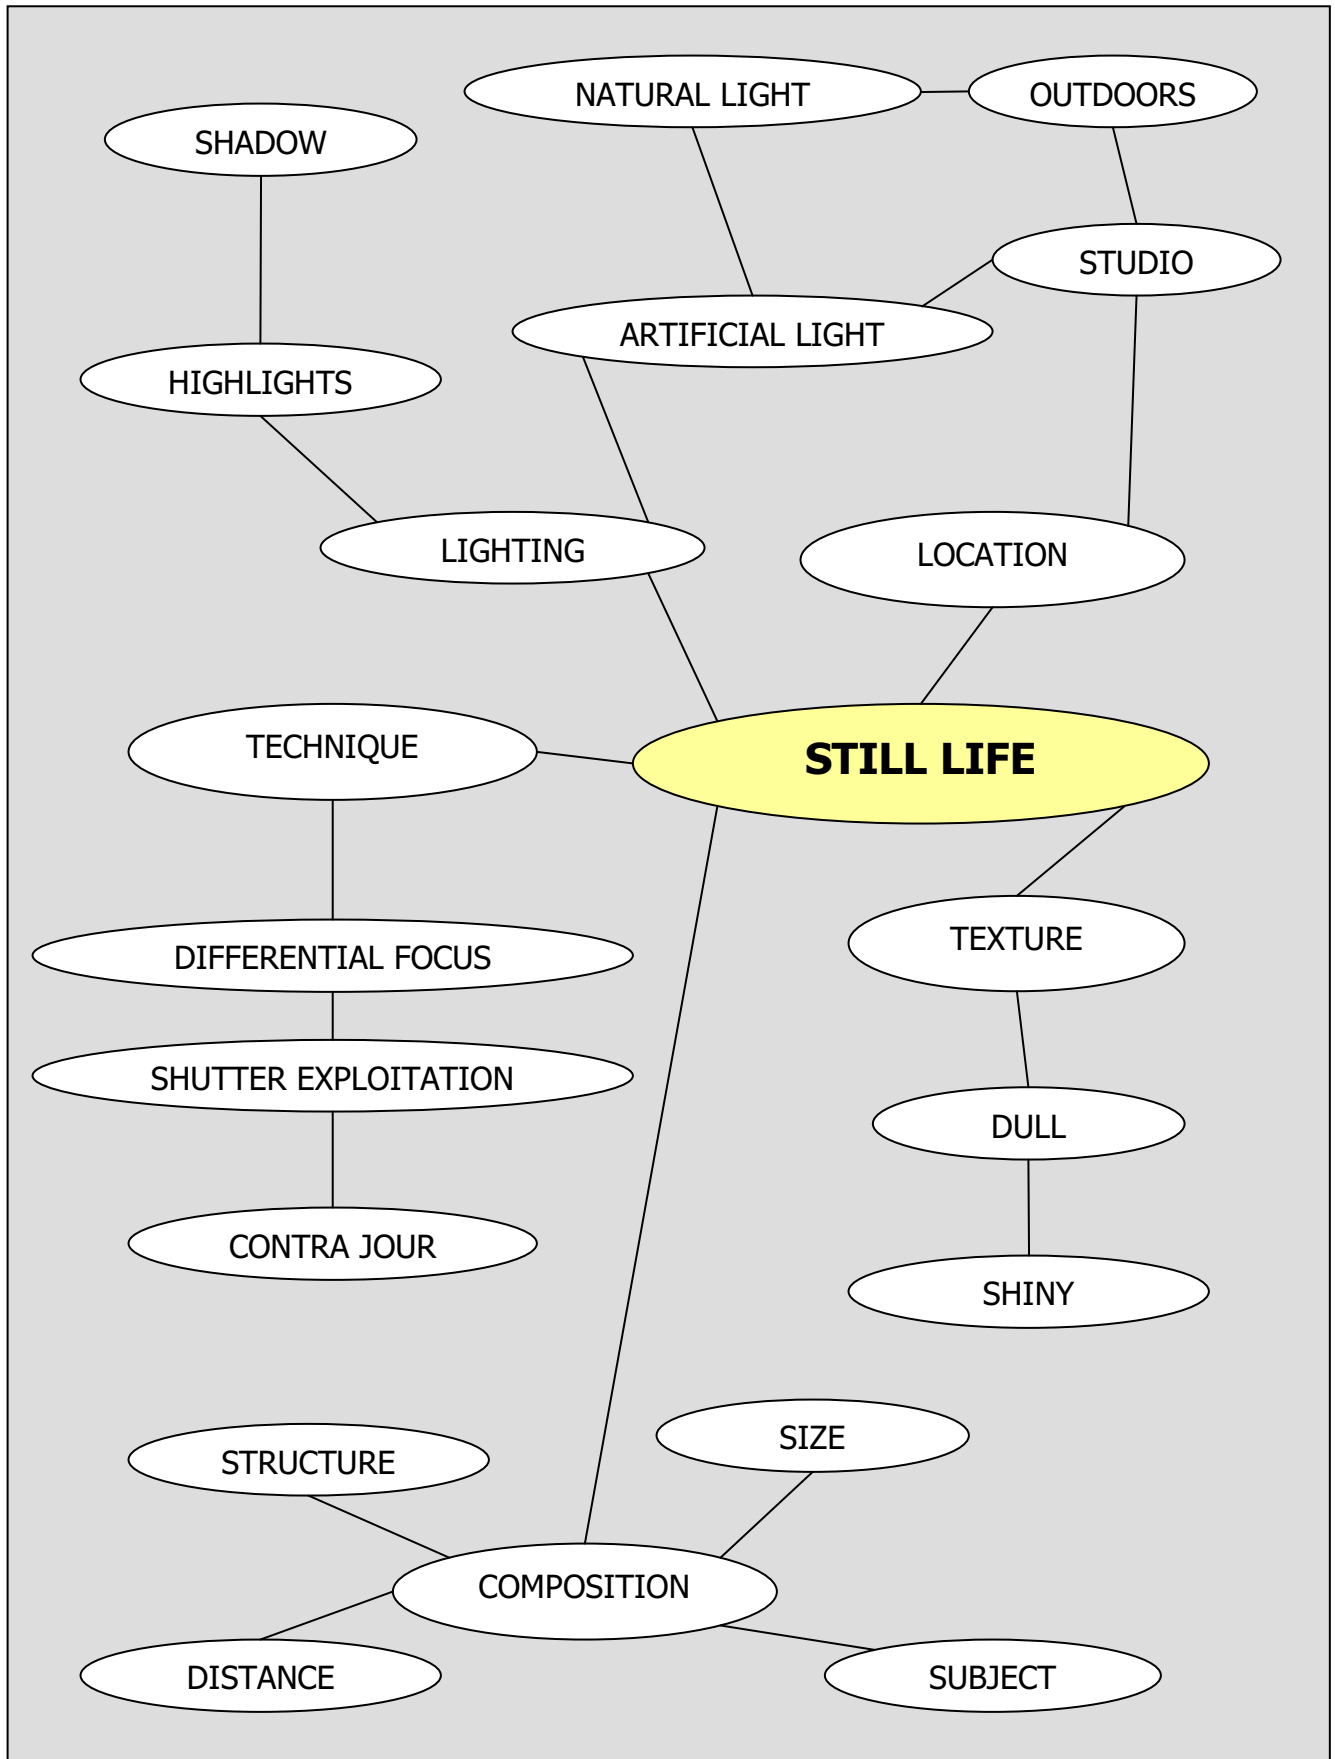 NATURAL LIGHT
OUTDOORS
SHADOW
STUDIO
ARTIFICIAL LIGHT
HIGHLIGHTS
LIGHTING
LOCATION
TECHNIQUE
STILL LIFE
DIFFERENTIAL FOCUS
TEXTURE
SHUTTER EXPLOITATION
DULL
CONTRA JOUR
SHINY
STRUCTURE
SIZE
COMPOSITION
DISTANCE
SUBJECT